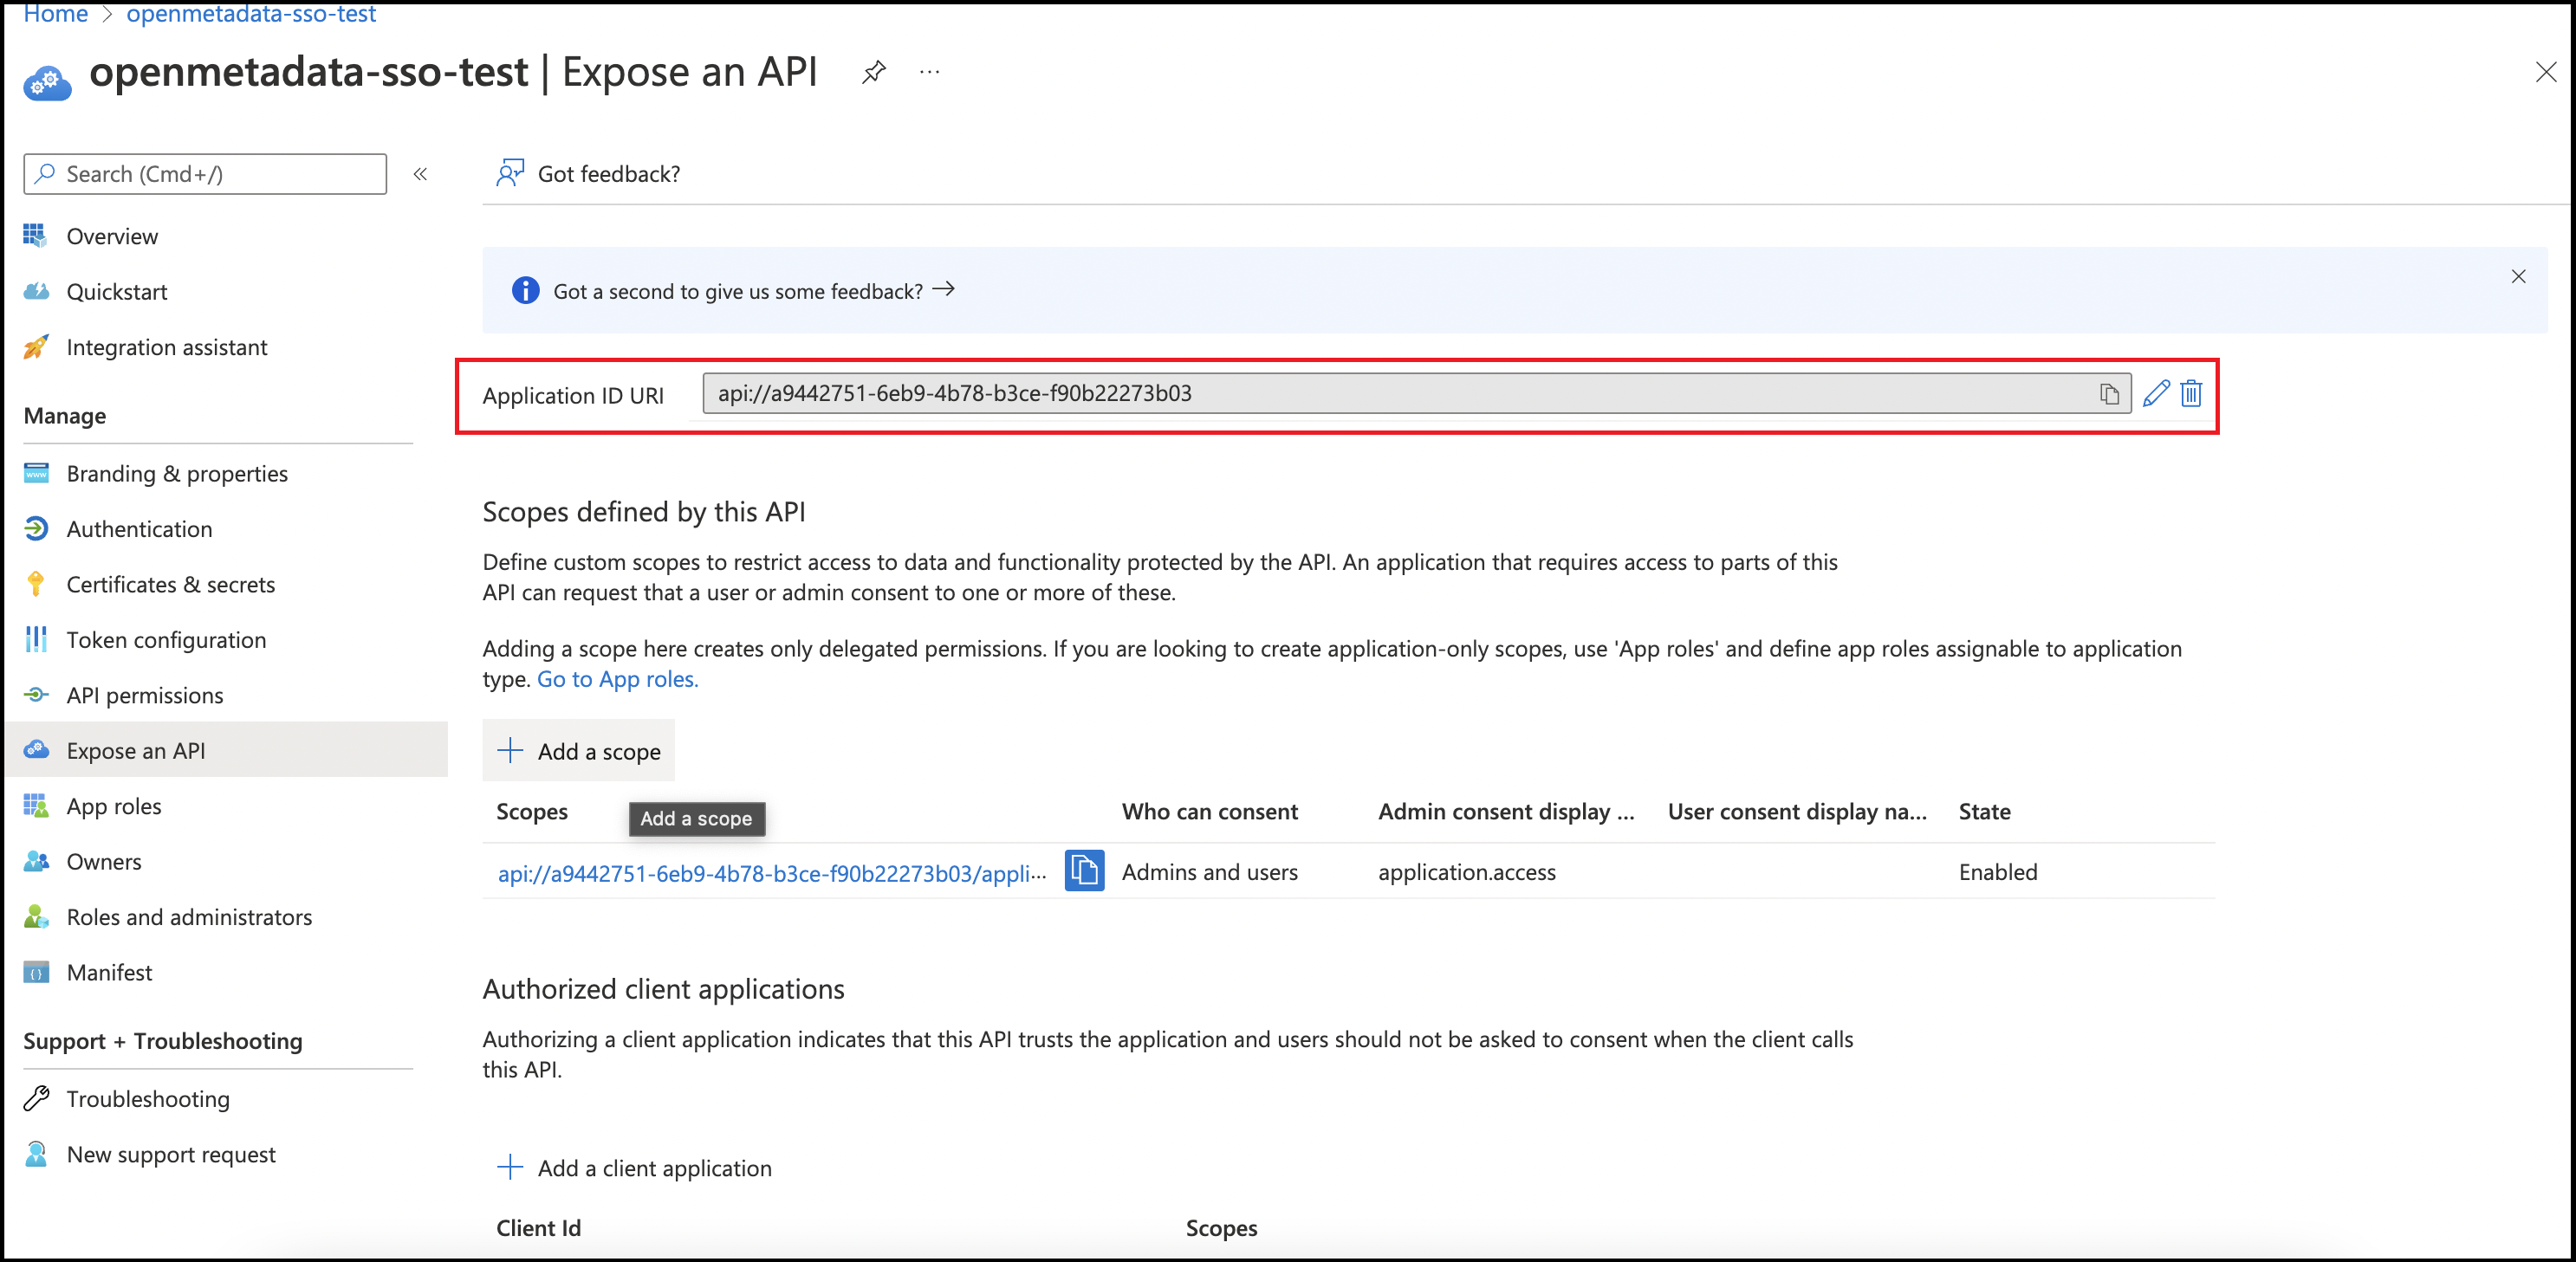 Home > openmetadata-sso-test
openmetadata-sso-test | Expose an API
Search (Cmd+/)
«
Got feedback?
Overview
Quickstart
Integration assistant
Got a second to give us some feedback? →
Application ID URI
api://a9442751-6eb9-4b78-b3ce-f90b22273b03
Manage
Branding & properties
Authentication
Certificates & secrets
Token configuration
API permissions
Expose an API
App roles
Owners
Roles and administrators
Manifest
Support + Troubleshooting
Troubleshooting
New support request
Scopes defined by this API
Define custom scopes to restrict access to data and functionality protected by the API. An application that requires access to parts of this
API can request that a user or admin consent to one or more of these.
Adding a scope here creates only delegated permissions. If you are looking to create application-only scopes, use 'App roles' and define app roles assignable to application
type. Go to App roles.
Add a scope
Scopes
Add a scope
Who can consent
Admin consent display ...
User consent display na...
State
api://a9442751-6eb9-4b78-b3ce-f90b22273b03/appli...
Admins and users
application.access
Enabled
Authorized client applications
Authorizing a client application indicates that this API trusts the application and users should not be asked to consent when the client calls
this API.
Add a client application
Client Id
Scopes